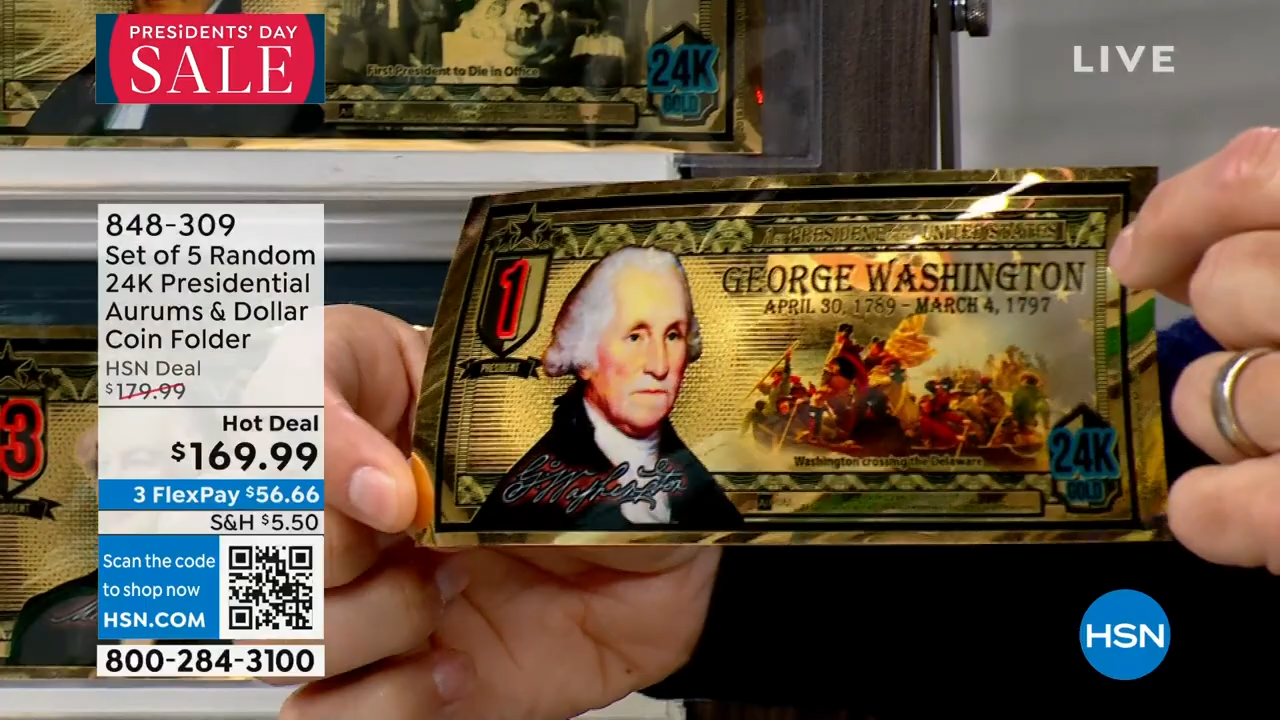 PRESiDENTS' DAY
SALE
LIVE
First President to Die in Office
24K
GOLD
848-309
Set of 5 Random
24K Presidential
Aurums & Dollar
Coin Folder
HSN Deal
$179.99
Hot Deal
$169.99
3 FlexPay $56.66
S&H $5.50
Scan the code
to shop now
HSN.COM
800-284-3100
1
PRESIDENT
PRESIDENT UNITED STATES
GEORGE WASHINGTON
APRIL 30, 1789 - MARCH 4, 1797
Washington crossing the Delaware
24K
GOLD
G Washington
3
HSN